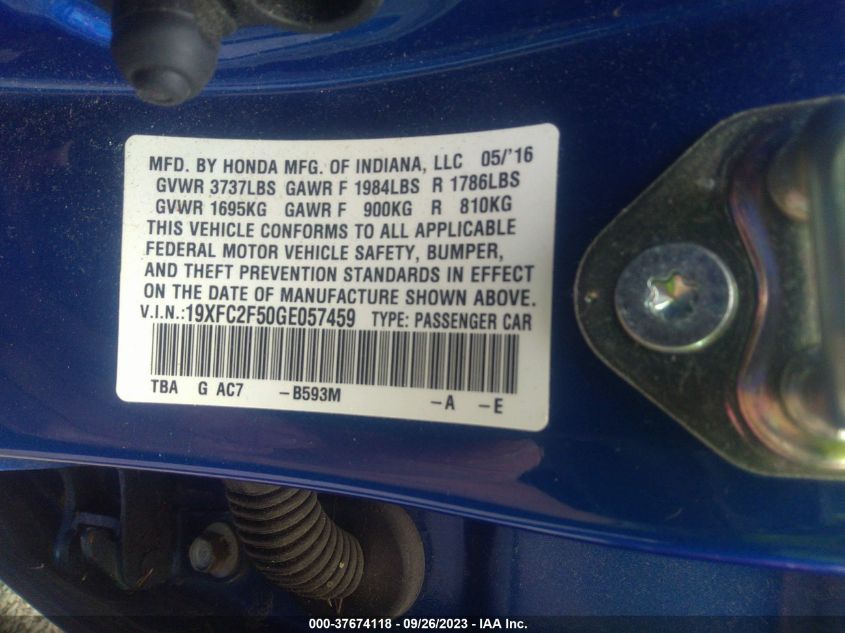 MFD. BY HONDA MFG. OF INDIANA, LLC 05/'16
GVWR 3737LBS GAWR F 1984LBS R 1786LBS
GVWR 1695KG GAWR F 900KG R 810KG
THIS VEHICLE CONFORMS TO ALL APPLICABLE
FEDERAL MOTOR VEHICLE SAFETY, BUMPER,
AND THEFT PREVENTION STANDARDS IN EFFECT
ON THE DATE OF MANUFACTURE SHOWN ABOVE.
V.I.N.:19XFC2F50GE057459 TYPE: PASSENGER CAR
TBA G AC7 -B593M -A -E
000-37674118 - 09/26/2023 - IAA Inc.